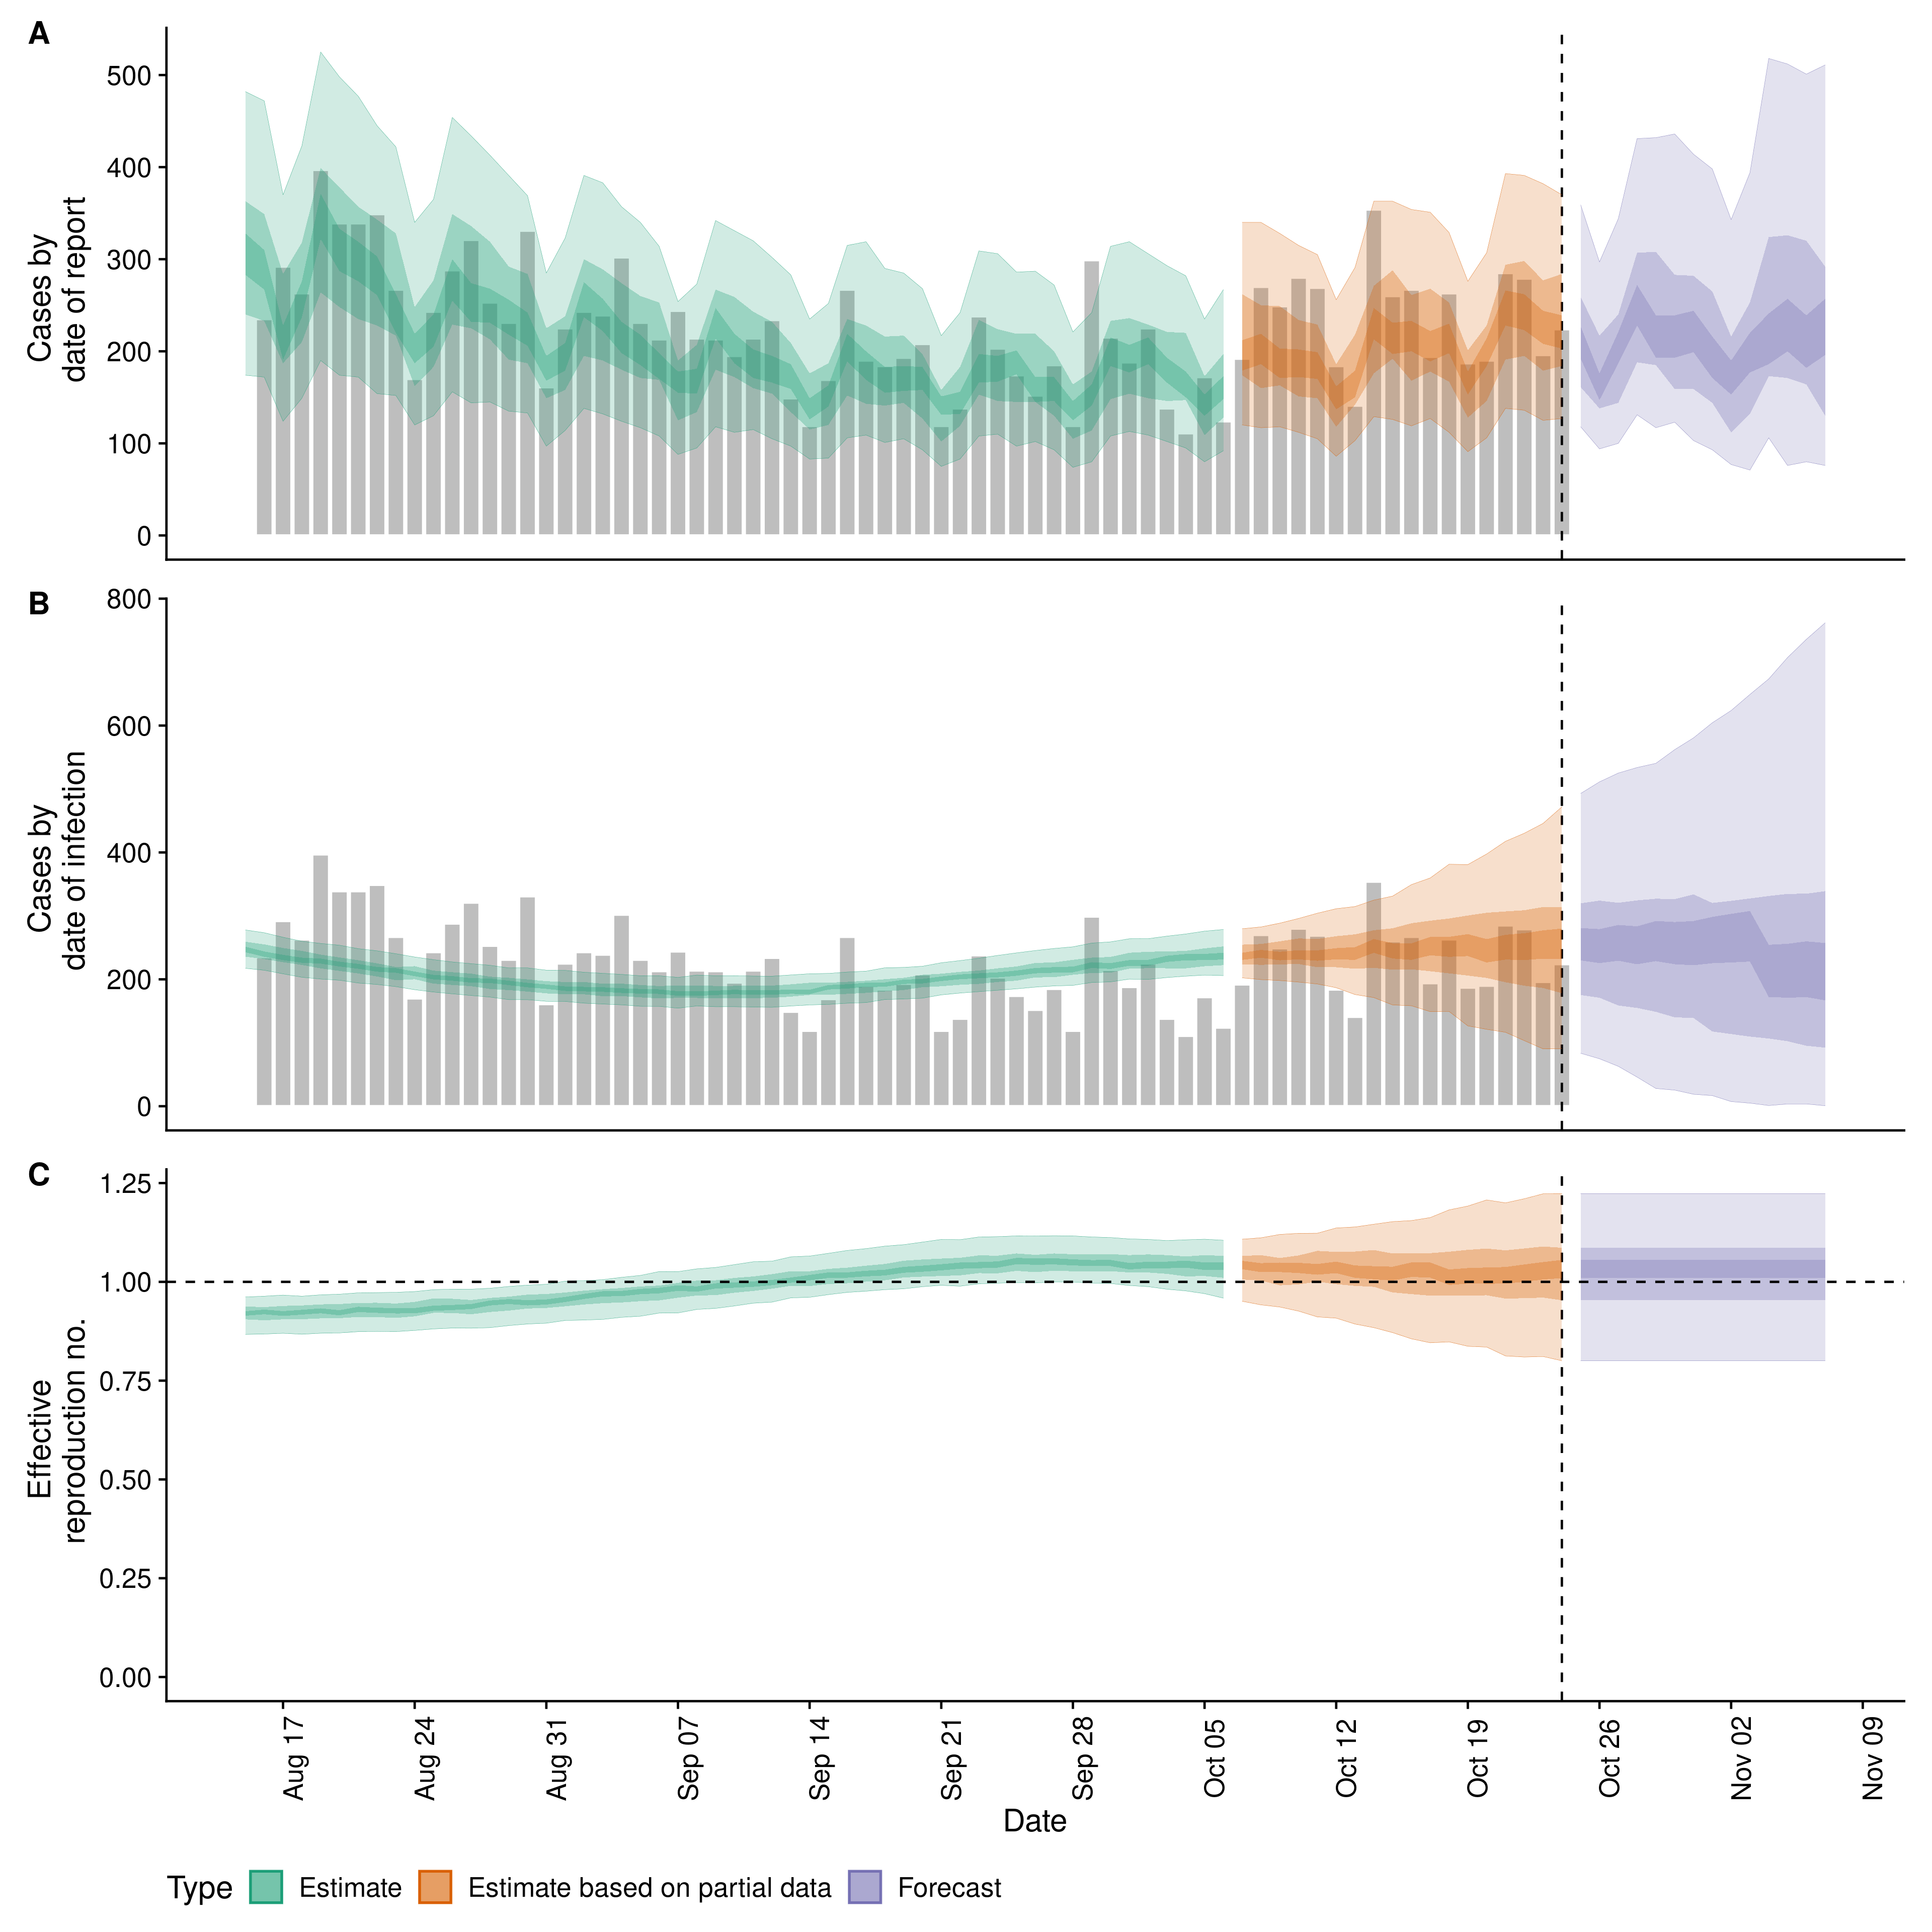 A
500
400
300
200
100
0
Cases by
date of report
B
800
600
400
200
0
Cases by
date of infection
C
1.25
1.00
0.75
0.50
0.25
0.00
Effective
reproduction no.
Aug 17
Aug 24
Aug 31
Sep 07
Sep 14
Sep 21
Sep 28
Oct 05
Oct 12
Oct 19
Oct 26
Nov 02
Nov 09
Date
Type Estimate Estimate based on partial data Forecast